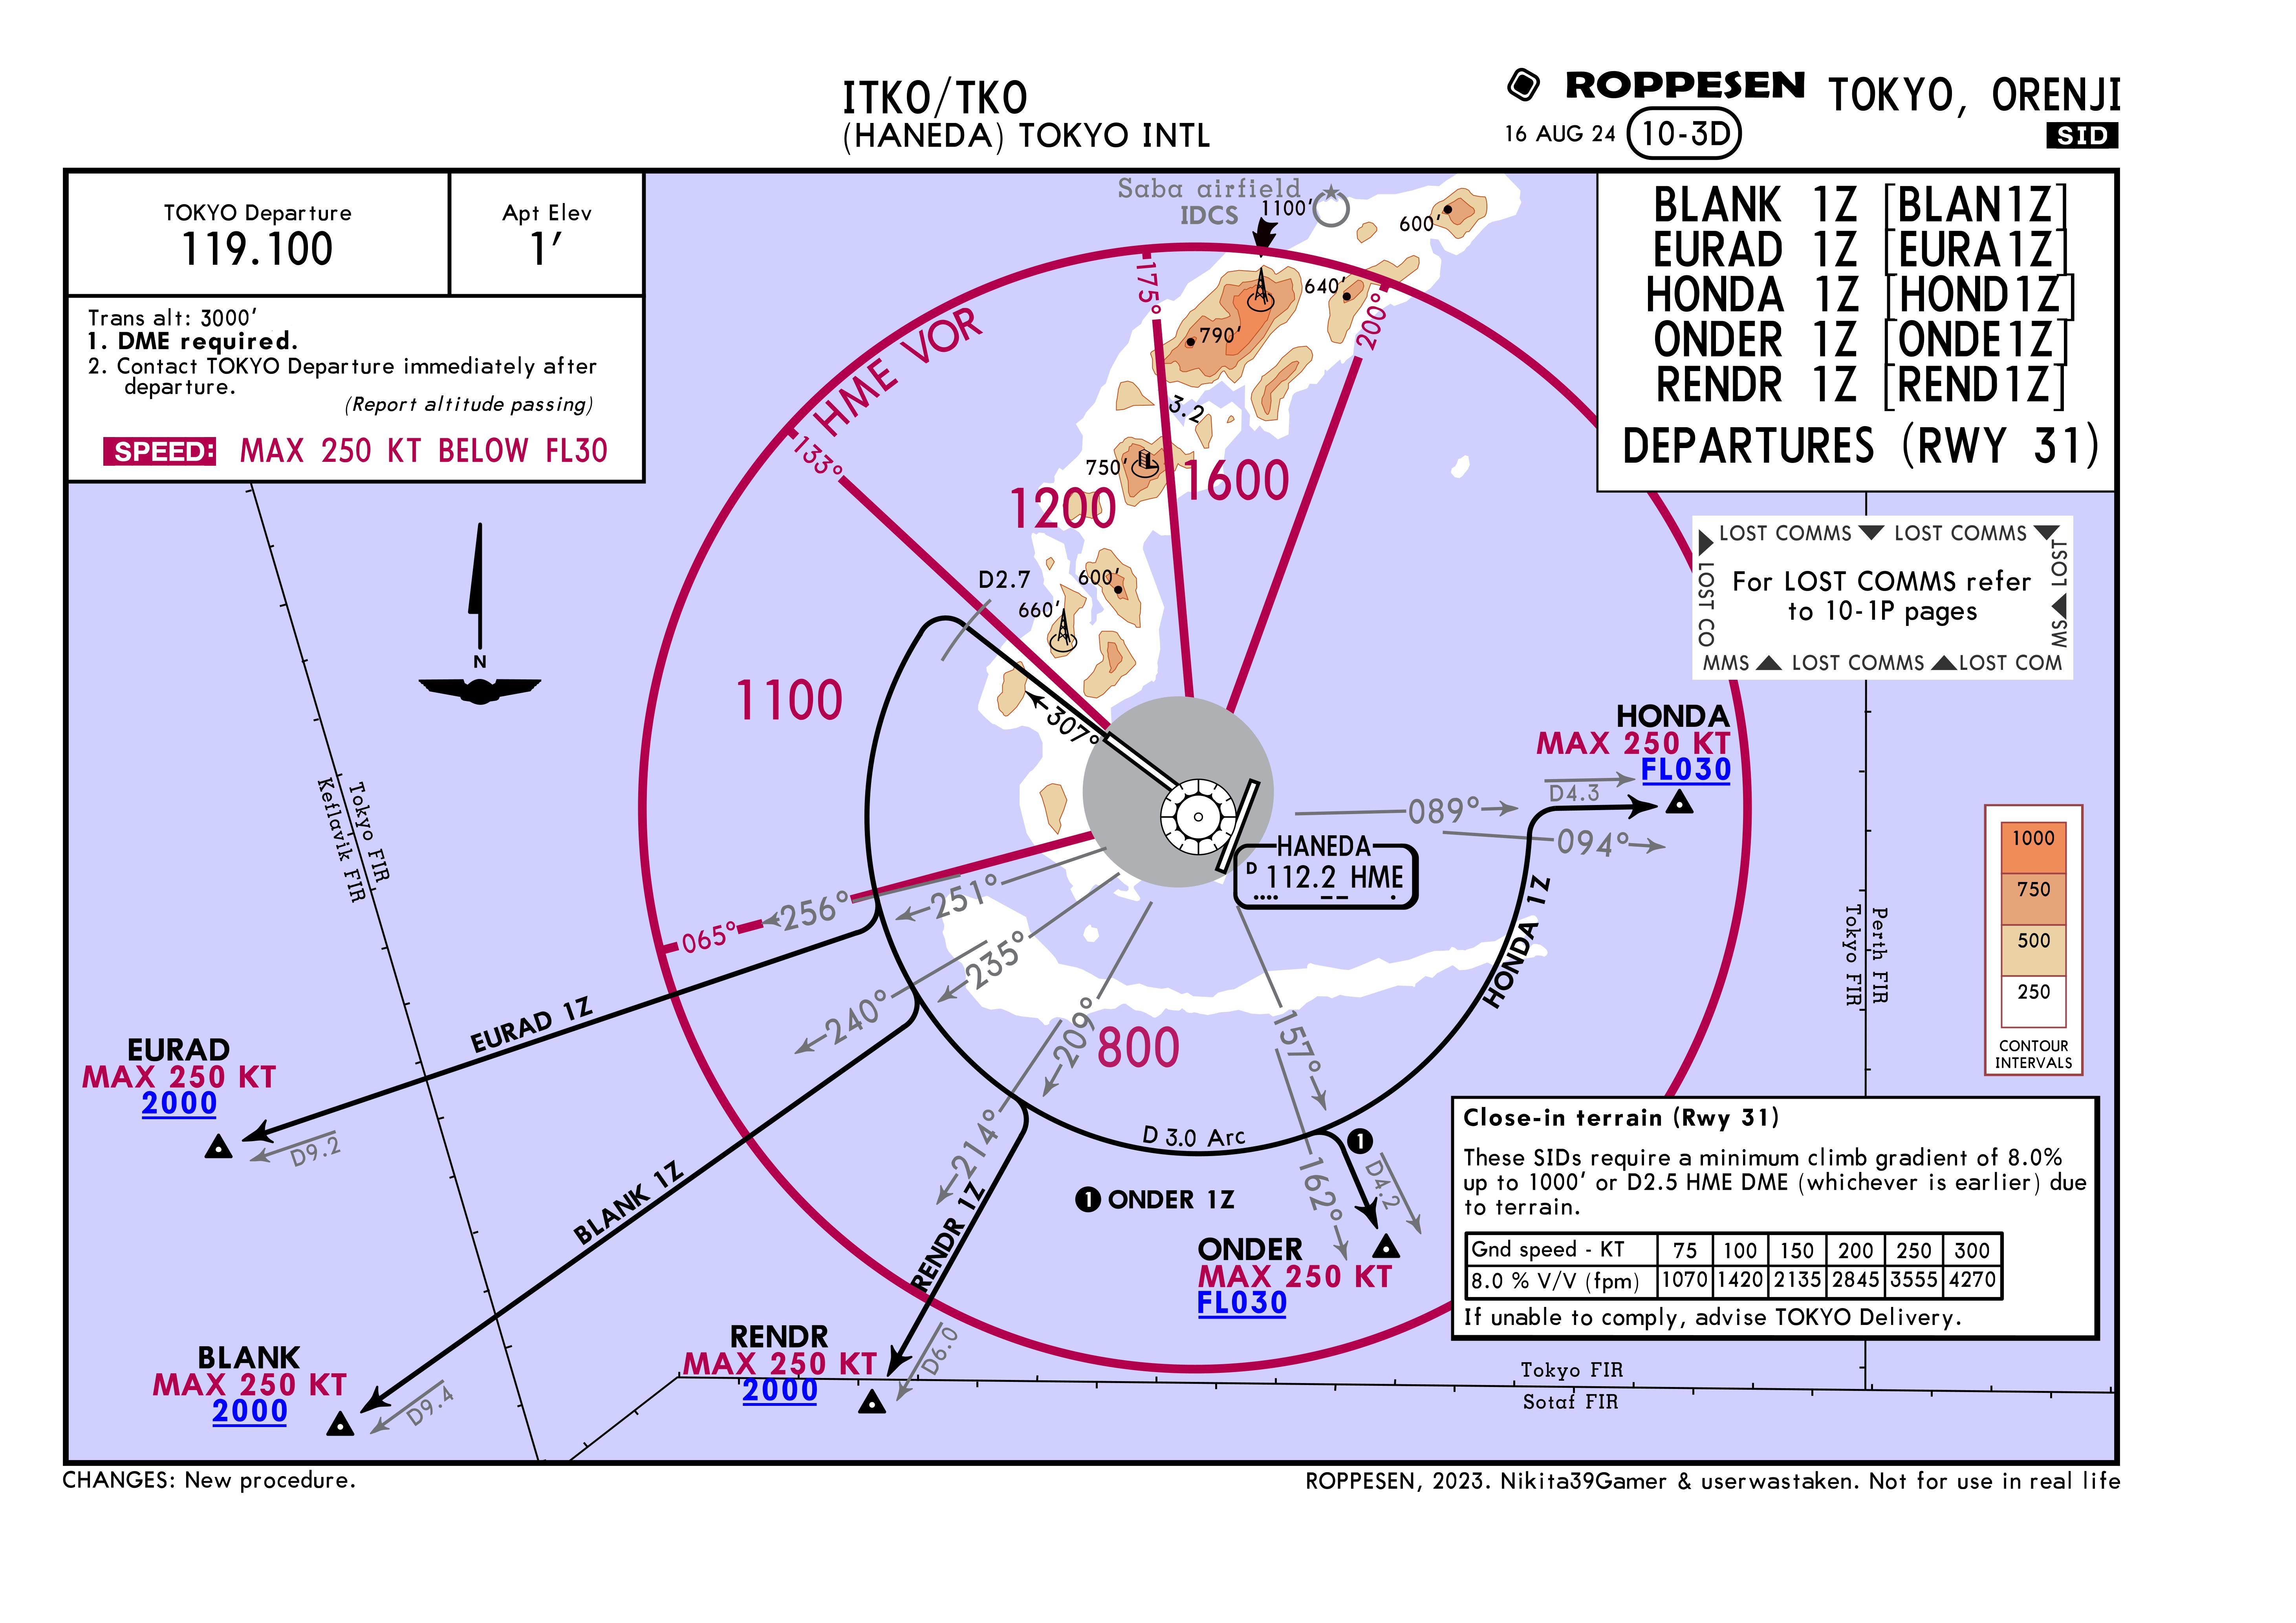 ITKO/TKO
(HANEDA) TOKYO INTL
ROPPESEN
TOKYO, ORENJI
16 AUG 24
10-3D
SID
TOKYO Departure
119.100
Apt Elev
1'
Trans alt: 3000'
1. DME required.
2. Contact TOKYO Departure immediately after
departure.
(Report altitude passing)
SPEED: MAX 250 KT BELOW FL30
BLANK 1Z [BLAN1Z]
EURAD 1Z [EURA1Z]
HONDA 1Z [HOND1Z]
ONDER 1Z [ONDE1Z]
RENDR 1Z [REND1Z]
DEPARTURES (RWY 31)
Saba airfield
IDCS
1100'
600'
640'
790'
3.2
750'
600'
660'
HME VOR
175°
200°
133°
065°
1200
1600
1100
800
D2.7
307°
N
LOST COMMS LOST COMMS
LOST
MS
LOST CO
MMS LOST COMMS LOST COM
For LOST COMMS refer
to 10-1P pages
HONDA
MAX 250 KT
FL030
D4.3
089°
094°
HANEDA
D 112.2 HME
HONDA 1Z
Tokyo FIR
Keflavik FIR
Perth FIR
Tokyo FIR
1000
750
500
250
CONTOUR
INTERVALS
256°
251°
235°
240°
209°
214°
157°
162°
EURAD 1Z
EURAD
MAX 250 KT
2000
D9.2
BLANK 1Z
BLANK
MAX 250 KT
2000
D9.4
RENDR 1Z
RENDR
MAX 250 KT
2000
D6.0
D 3.0 Arc
1
1 ONDER 1Z
D4.2
ONDER
MAX 250 KT
FL030
Close-in terrain (Rwy 31)
These SIDs require a minimum climb gradient of 8.0%
up to 1000' or D2.5 HME DME (whichever is earlier) due
to terrain.
Gnd speed - KT 75 100 150 200 250 300
8.0 % V/V (fpm) 1070 1420 2135 2845 3555 4270
If unable to comply, advise TOKYO Delivery.
Tokyo FIR
Sotaf FIR
CHANGES: New procedure.
ROPPESEN, 2023. Nikita39Gamer & userwastaken. Not for use in real life